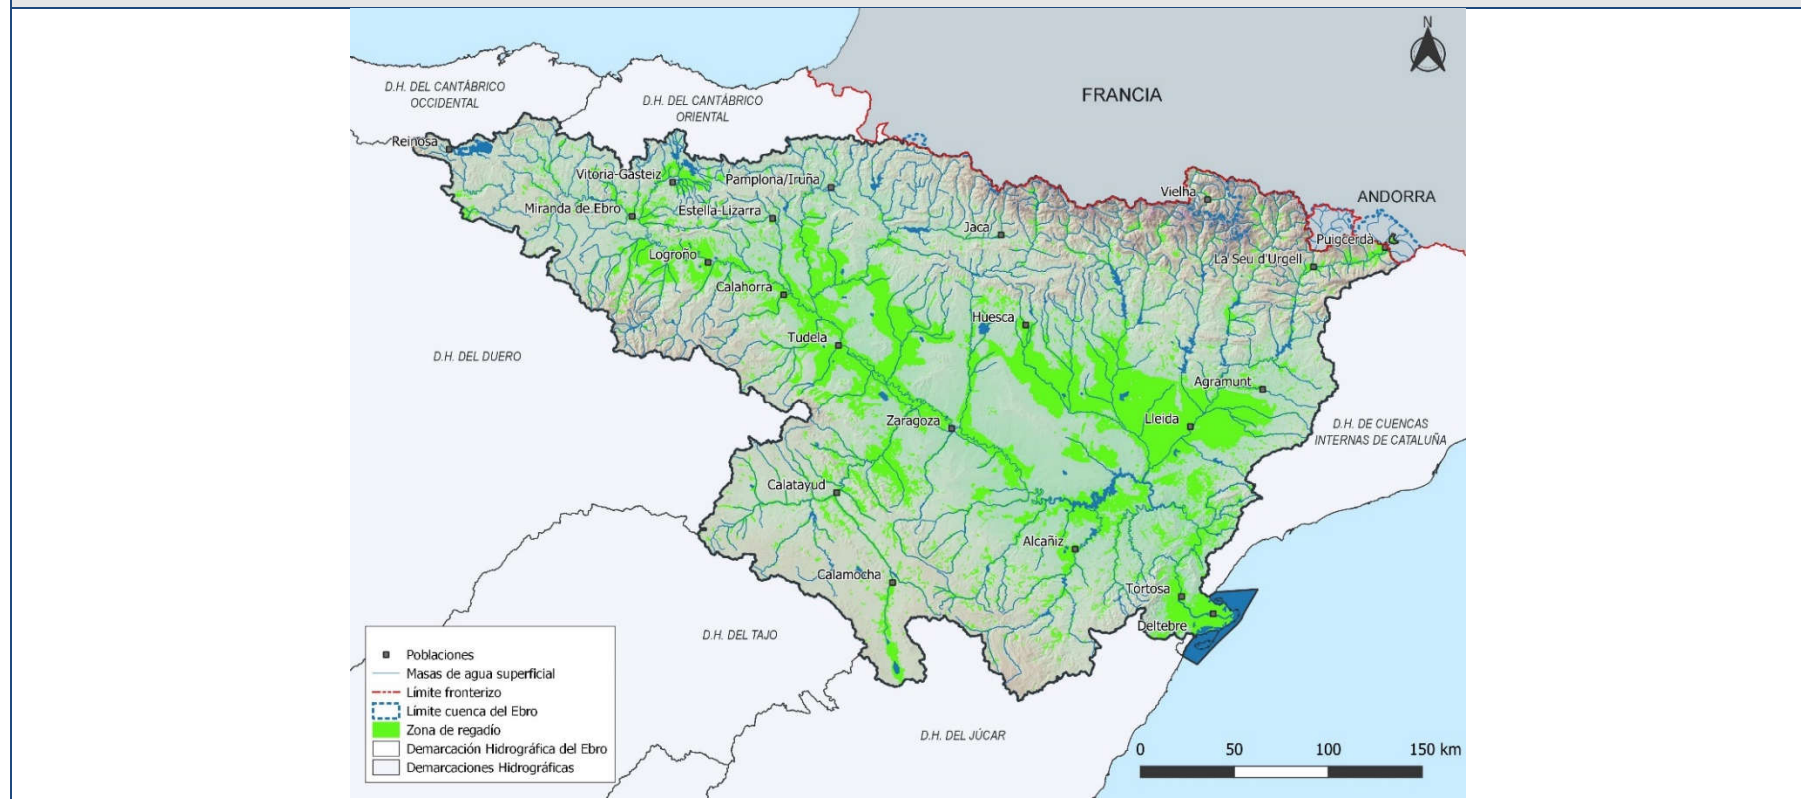 N
FRANCIA
D.H. DEL CANTÁBRICO
OCCIDENTAL
D.H. DEL CANTÁBRICO
ORIENTAL
Reinosa
Vitoria-Gasteiz
Pamplona/Iruña
Vielha
ANDORRA
Miranda de Ebro
Estella-Lizarra
Jaca
Puigcerdà
Logroño
La Seu d'Urgell
Calahorra
Huesca
Tudela
D.H. DEL DUERO
Agramunt
Zaragoza
Lleida
D.H. DE CUENCAS
INTERNAS DE CATALUÑA
Calatayud
Alcañiz
Calamocha
Tortosa
Deltebre
D.H. DEL TAJO
D.H. DEL JÚCAR
Poblaciones
Masas de agua superficial
Límite fronterizo
Límite cuenca del Ebro
Zona de regadío
Demarcación Hidrográfica del Ebro
Demarcaciones Hidrográficas
0 50 100 150 km